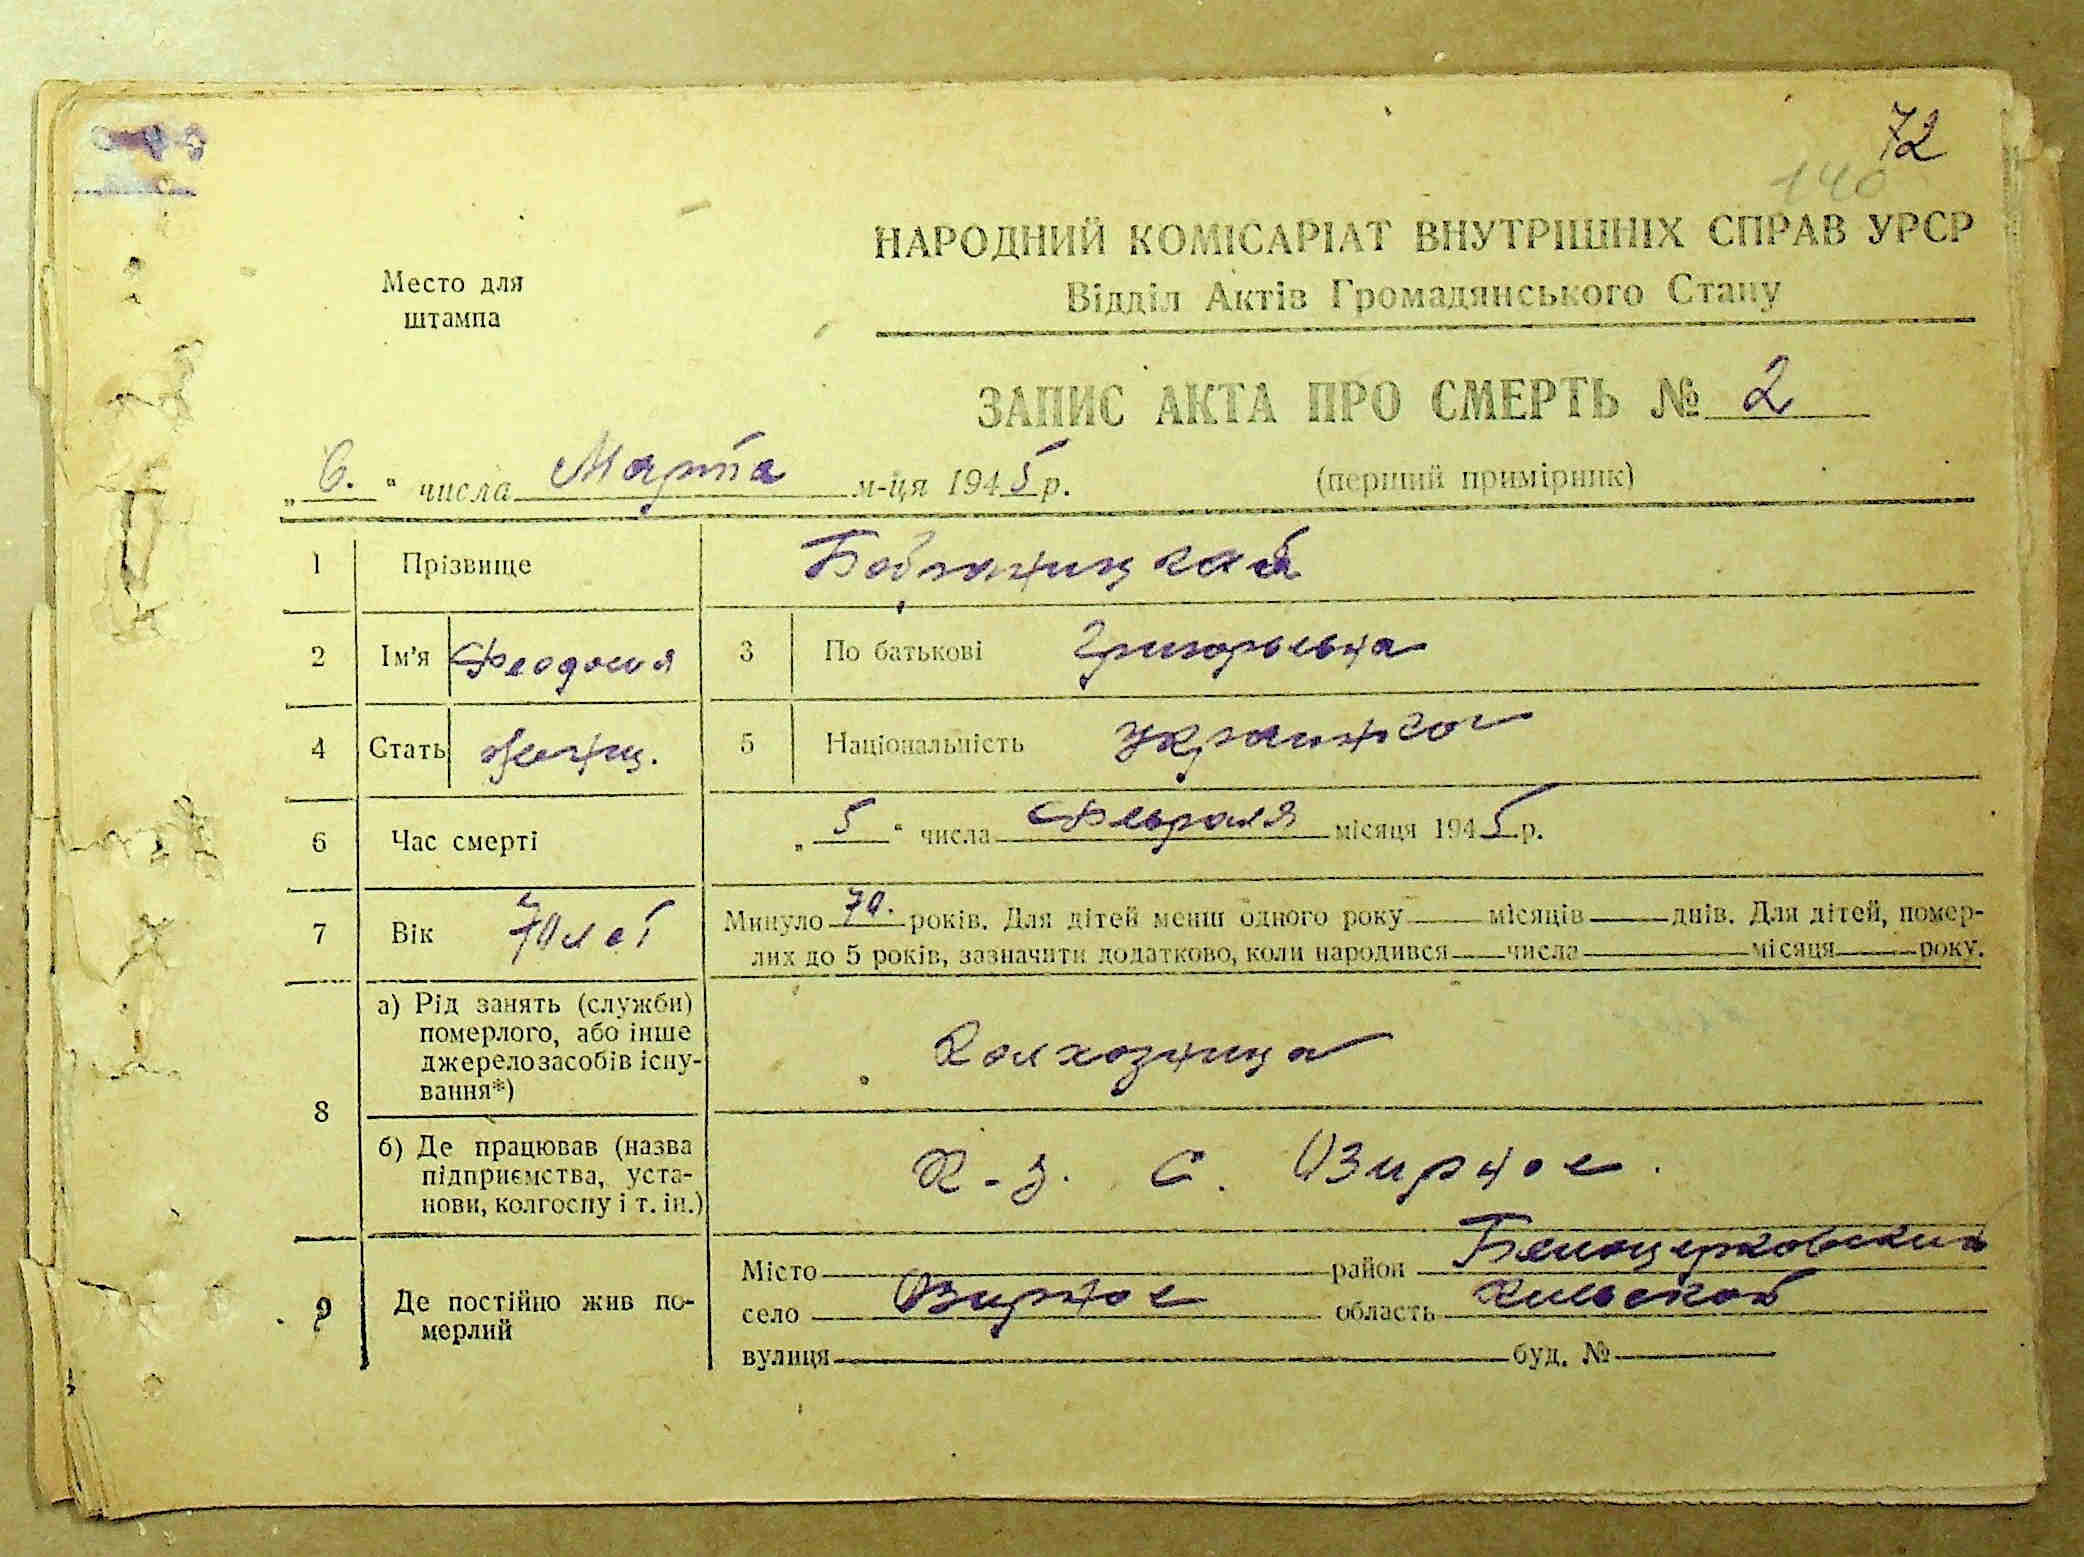 72
140
Место для
штампа
НАРОДНИЙ КОМІСАРІАТ ВНУТРІШНІХ СПРАВ УРСР
Відділ Актів Громадянського Стану
ЗАПИС АКТА ПРО СМЕРТЬ № 2
„6." числа Марта м-ця 1945 р. (перший примірник)
1 Прізвище
2 Ім'я Феодосия 3 По батькові Григорьевна
4 Стать женщ. 5 Національність Украинка
6 Час смерті „5" числа Февраля місяця 1945 р.
7 Вік 70 лет Минуло 70. років. Для дітей менш одного року місяців днів. Для дітей, помер-
лих до 5 років, зазначити додатково, коли народився числа місяця року.
8 а) Рід занять (служби)
померлого, або інше
джерело засобів існу-
вання*)
Колхозница
б) Де працював (назва
підприємства, уста-
нови, колгоспу і т. ін.)
К-з. С. Озирное.
9 Де постійно жив по-
мерлий
Місто район Белоцерковский
село Озирное область Киевской
вулиця буд. №